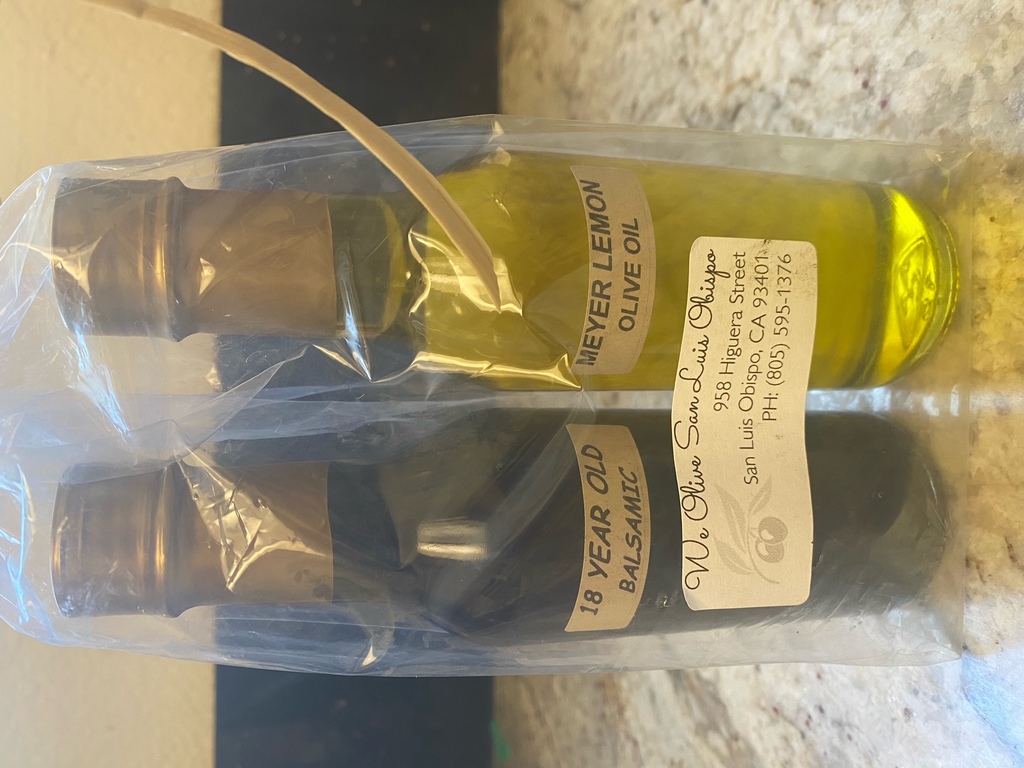 MEYER LEMON
OLIVE OIL
18 YEAR OLD
BALSAMIC
We Olive San Luis Obispo
958 Higuera Street
San Luis Obispo, CA 93401
PH: (805) 595-1376